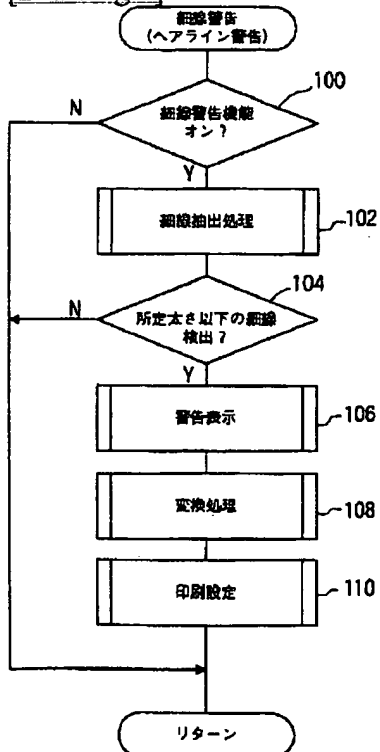 細線警告
(ヘアライン警告)
100
N
細線警告機能
オン?
Y
細線抽出処理
102
104
N
所定太さ以下の細線
検出?
Y
警告表示
106
変換処理
108
印刷設定
110
リターン